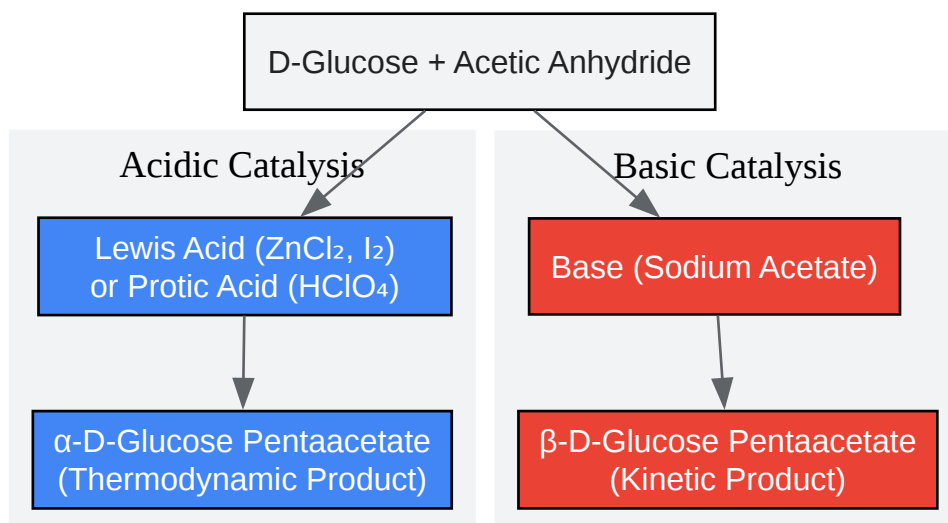 D-Glucose + Acetic Anhydride
Acidic Catalysis
Lewis Acid (ZnCl₂, I₂)
or Protic Acid (HClO₄)
α-D-Glucose Pentaacetate
(Thermodynamic Product)
Basic Catalysis
Base (Sodium Acetate)
β-D-Glucose Pentaacetate
(Kinetic Product)